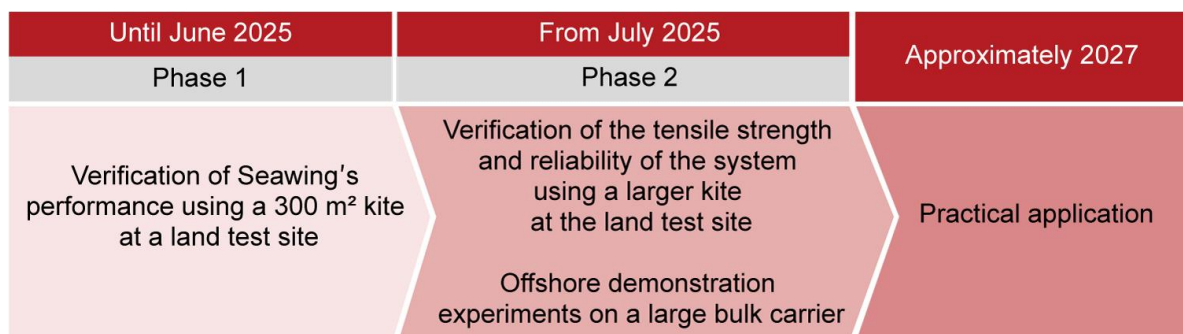 Until June 2025
Phase 1
Verification of Seawing's
performance using a 300 m² kite
at a land test site
From July 2025
Phase 2
Verification of the tensile strength
and reliability of the system
using a larger kite
at the land test site
Offshore demonstration
experiments on a large bulk carrier
Approximately 2027
Practical application